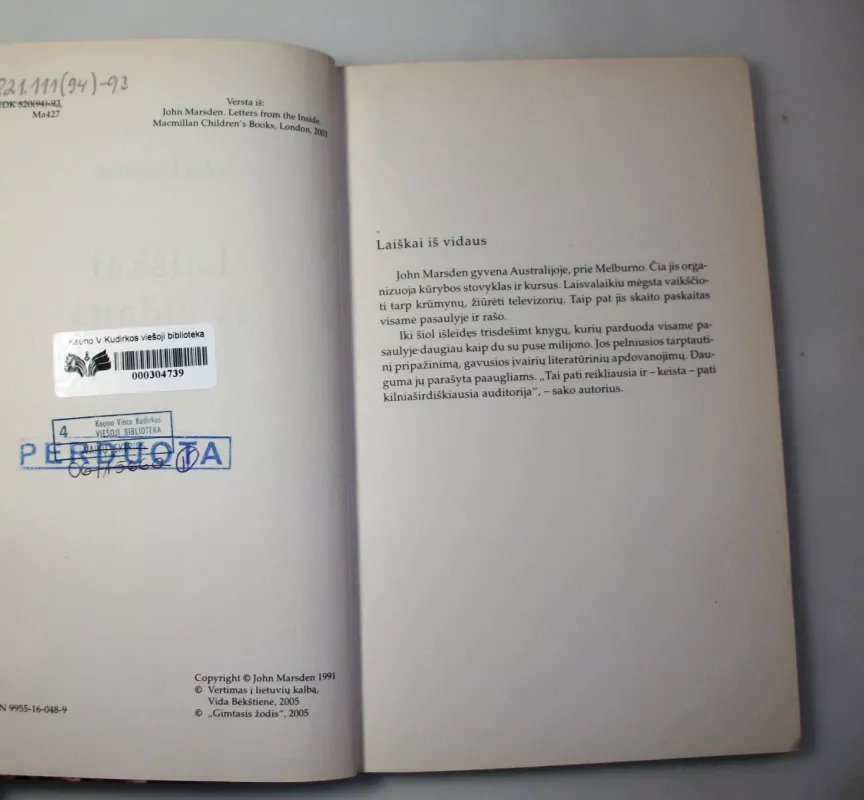 821.111(94)-93
UDK 820(94)-93
Ma427
Versta iš:
John Marsden. Letters from the Inside.
Macmillan Children's Books, London, 2003
Kauno V Kudirkos viešoji biblioteka
000304739
4
Kauno Vinco Kudirkos
VIEŠOJI BIBLIOTEKA
PERDUOTA
Copyright © John Marsden 1991
© Vertimas į lietuvių kalbą,
Vida Bėkštienė, 2005
© „Gimtasis žodis“, 2005
N 9955-16-048-9
Laiškai iš vidaus
John Marsden gyvena Australijoje, prie Melburno. Čia jis orga-
nizuoja kūrybos stovyklas ir kursus. Laisvalaikiu mėgsta vaikščio-
ti tarp krūmynų, žiūrėti televizorių. Taip pat jis skaito paskaitas
visame pasaulyje ir rašo.
Iki šiol išleidęs trisdešimt knygų, kurių parduoda visame pa-
saulyje daugiau kaip du su puse milijono. Jos pelniusios tarptauti-
nį pripažinimą, gavusios įvairių literatūrinių apdovanojimų. Dau-
guma jų parašyta paaugliams. „Tai pati reikliausia ir – keista – pati
kilniaširdiškiausia auditorija“, – sako autorius.